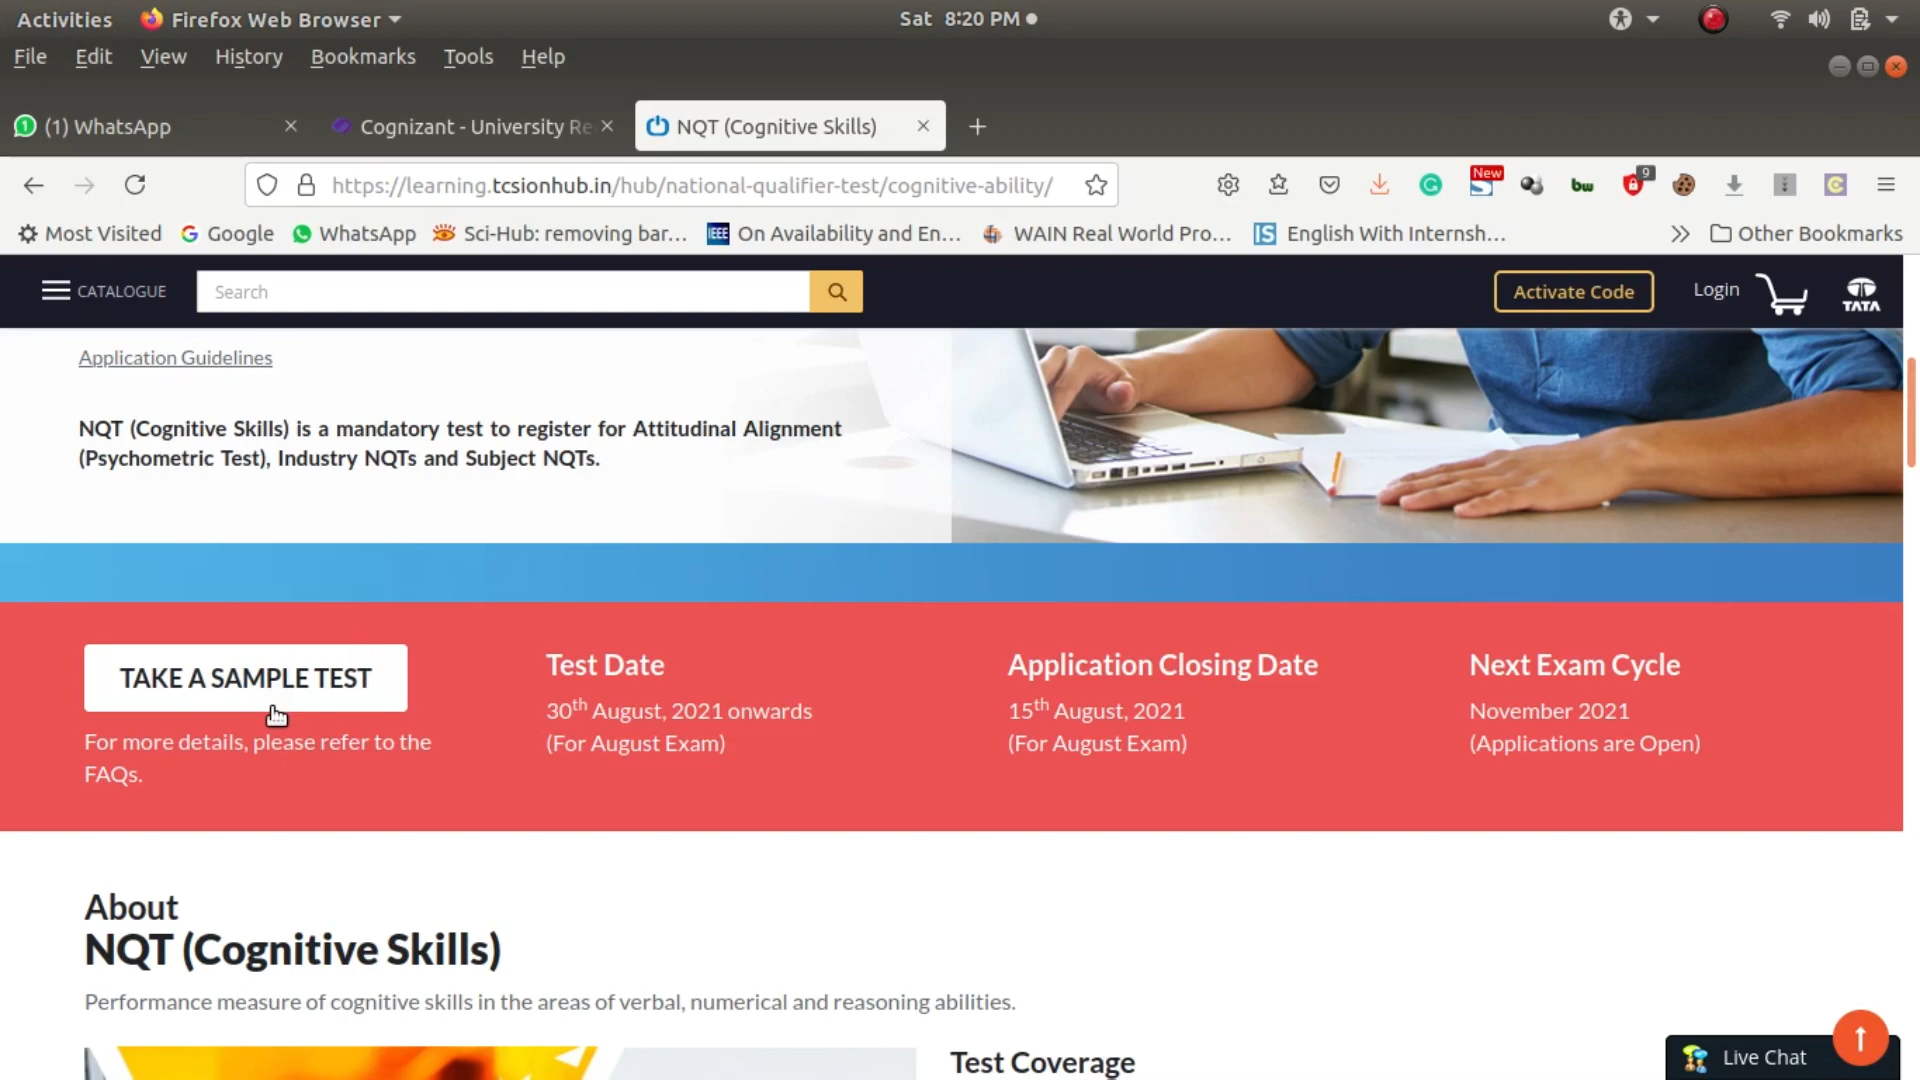 Activities Firefox Web Browser Sat 8:20 PM
File Edit View History Bookmarks Tools Help
(1) WhatsApp Cognizant - University Re NQT (Cognitive Skills)
https://learning.tcsionhub.in/hub/national-qualifier-test/cognitive-ability/ New bw 9
Most Visited Google WhatsApp Sci-Hub: removing bar... IEEE On Availability and En... WAIN Real World Pro... IS English With Internsh... Other Bookmarks
CATALOGUE Search Activate Code Login TATA
Application Guidelines
NQT (Cognitive Skills) is a mandatory test to register for Attitudinal Alignment
(Psychometric Test), Industry NQTs and Subject NQTs.
TAKE A SAMPLE TEST
For more details, please refer to the
FAQs.
Test Date
30th August, 2021 onwards
(For August Exam)
Application Closing Date
15th August, 2021
(For August Exam)
Next Exam Cycle
November 2021
(Applications are Open)
About
NQT (Cognitive Skills)
Performance measure of cognitive skills in the areas of verbal, numerical and reasoning abilities.
Test Coverage
Live Chat